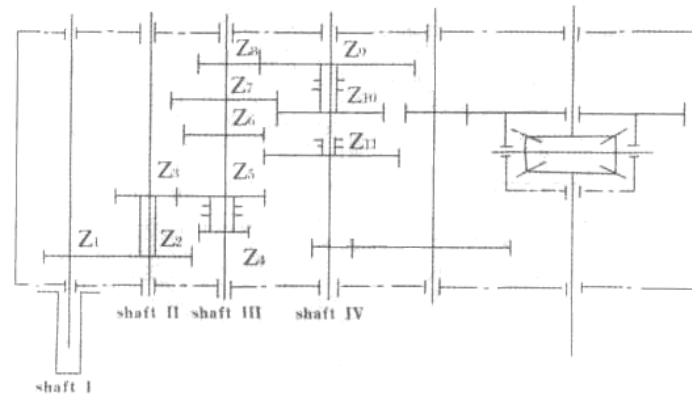 Z8 Z9
Z7 Z10
Z6 Z11
Z3 Z5
Z1 Z2 Z4
shaft II shaft III shaft IV
shaft I